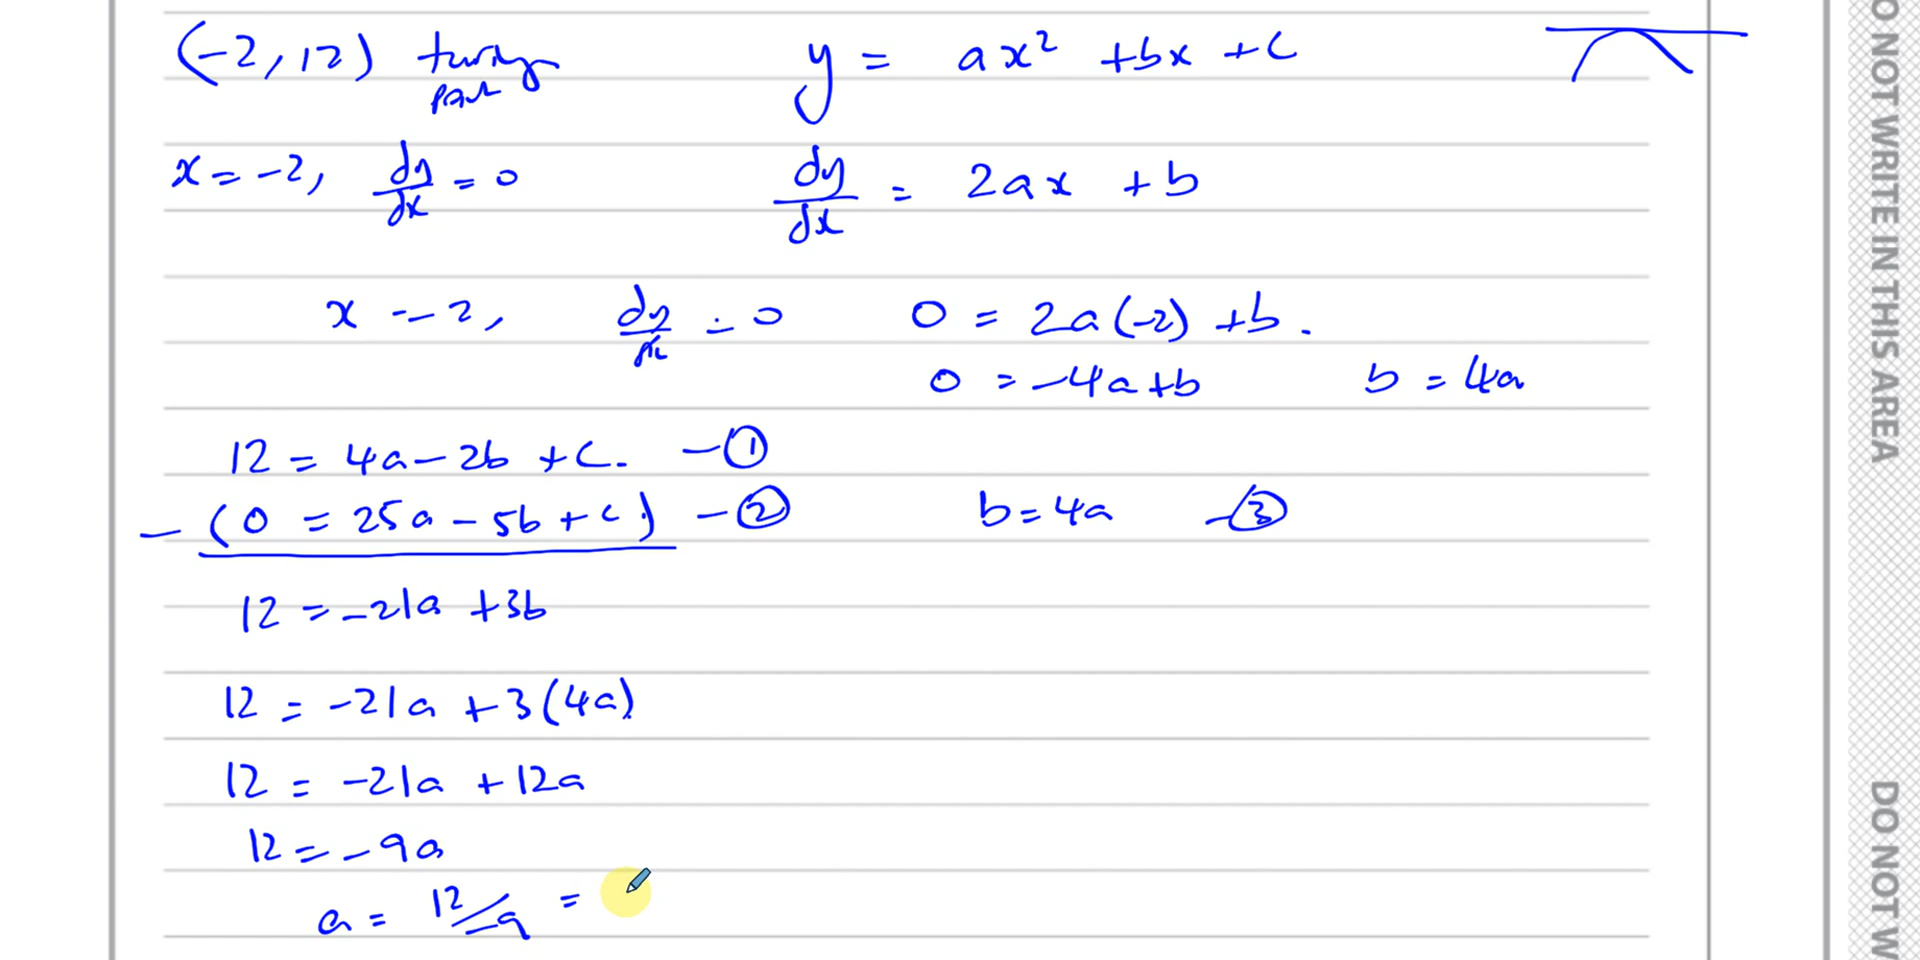 (-2, 12) turning y = ax² + bx + c
point
x = -2, dy/dx = 0 dy/dx = 2ax + b
x = -2, dy/dx = 0 0 = 2a(-2) + b.
0 = -4a + b b = 4a
12 = 4a - 2b + c. - ①
- (0 = 25a - 5b + c.) - ② b = 4a - ③
12 = -21a + 3b
12 = -21a + 3(4a)
12 = -21a + 12a
12 = -9a
a = 12/-9 =
O NOT WRITE IN THIS AREA
DO NOT W